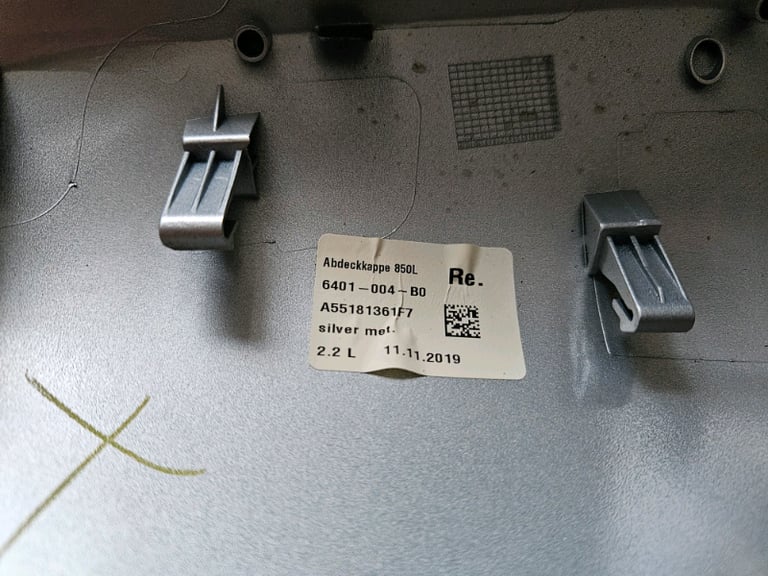 Abdeckkappe 850L
Re.
6401-004-B0
A55181361F7
silver met.
2.2 L 11.11.2019